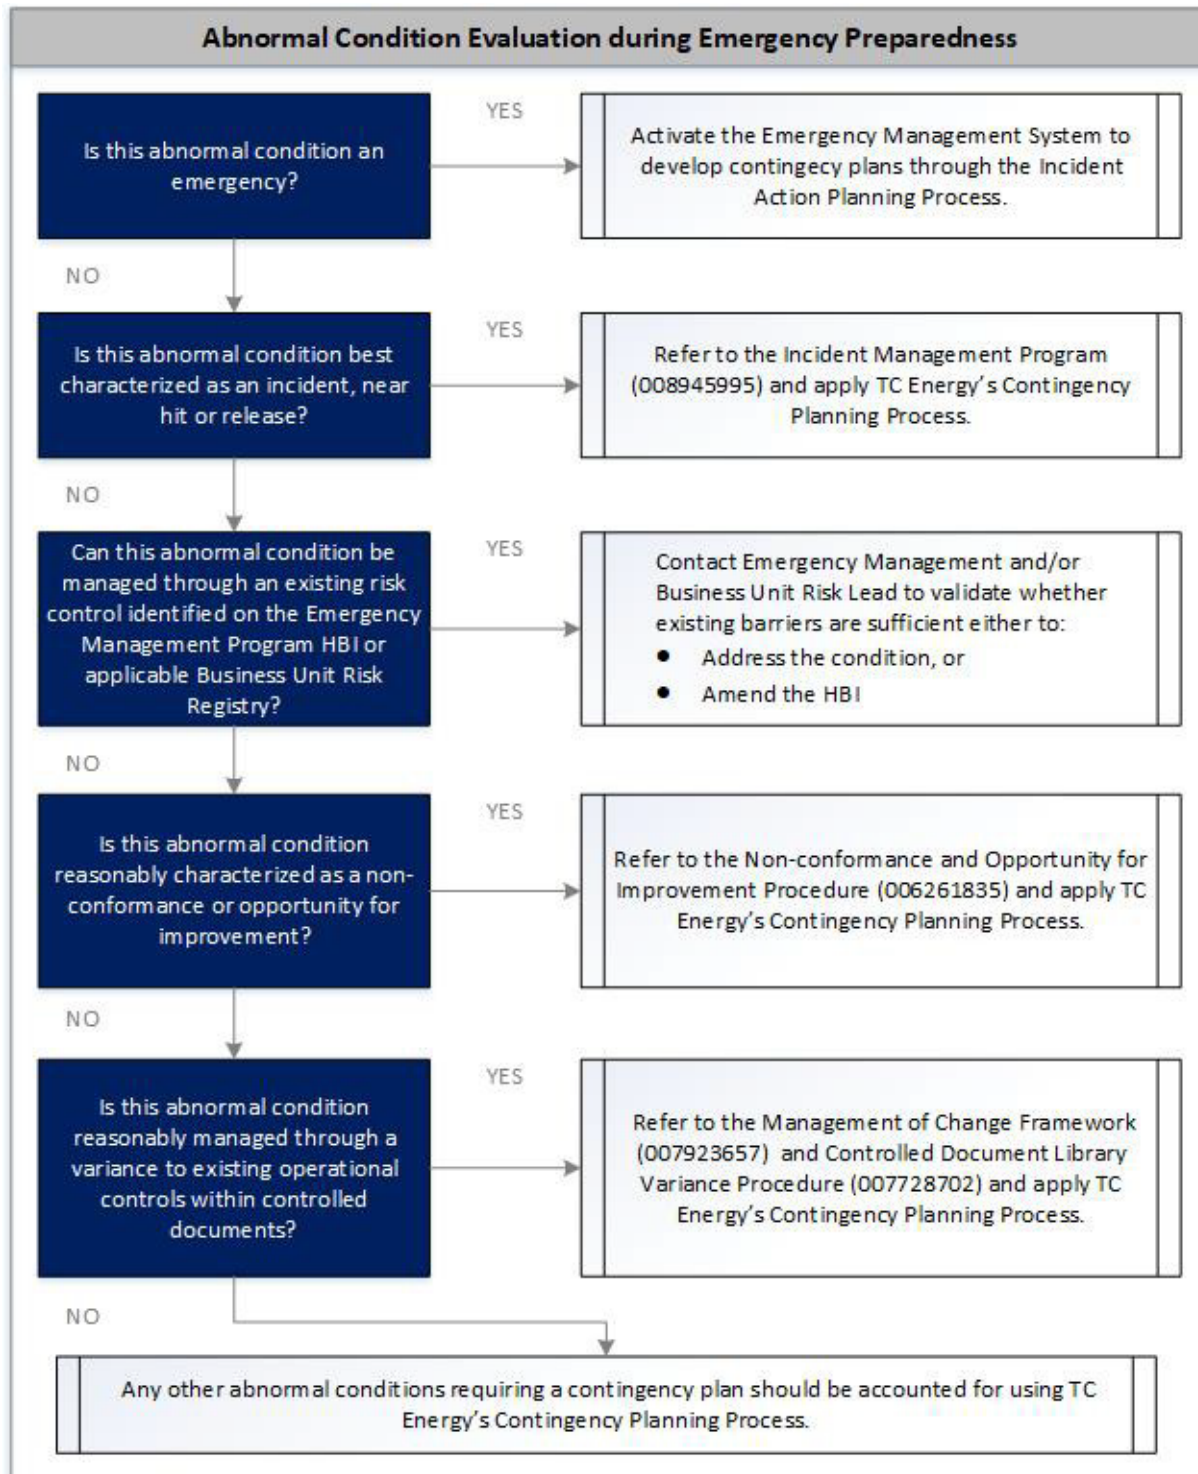 Abnormal Condition Evaluation during Emergency Preparedness
Is this abnormal condition an
emergency?
YES
Activate the Emergency Management System to
develop contingecy plans through the Incident
Action Planning Process.
NO
Is this abnormal condition best
characterized as an incident, near
hit or release?
YES
Refer to the Incident Management Program
(008945995) and apply TC Energy’s Contingency
Planning Process.
NO
Can this abnormal condition be
managed through an existing risk
control identified on the Emergency
Management Program HBI or
applicable Business Unit Risk
Registry?
YES
Contact Emergency Management and/or
Business Unit Risk Lead to validate whether
existing barriers are sufficient either to:
● Address the condition, or
● Amend the HBI
NO
Is this abnormal condition
reasonably characterized as a non-
conformance or opportunity for
improvement?
YES
Refer to the Non-conformance and Opportunity for
Improvement Procedure (006261835) and apply TC
Energy’s Contingency Planning Process.
NO
Is this abnormal condition
reasonably managed through a
variance to existing operational
controls within controlled
documents?
YES
Refer to the Management of Change Framework
(007923657) and Controlled Document Library
Variance Procedure (007728702) and apply TC
Energy’s Contingency Planning Process.
NO
Any other abnormal conditions requiring a contingency plan should be accounted for using TC
Energy’s Contingency Planning Process.